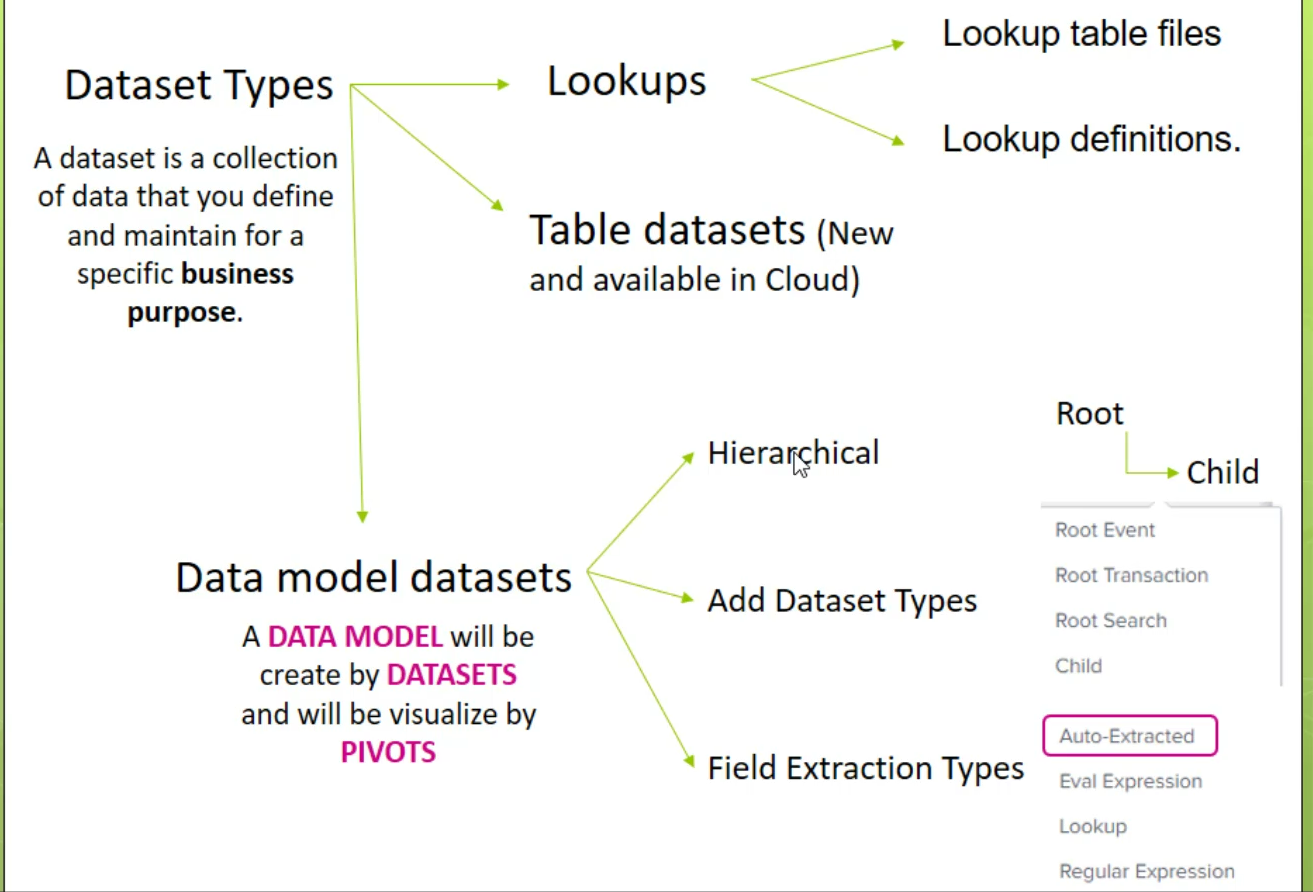 Dataset Types
A dataset is a collection
of data that you define
and maintain for a
specific business
purpose.
Lookups
Lookup table files
Lookup definitions.
Table datasets (New
and available in Cloud)
Data model datasets
A DATA MODEL will be
create by DATASETS
and will be visualize by
PIVOTS
Hierarchical
Root
Child
Add Dataset Types
Root Event
Root Transaction
Root Search
Child
Field Extraction Types
Auto-Extracted
Eval Expression
Lookup
Regular Expression